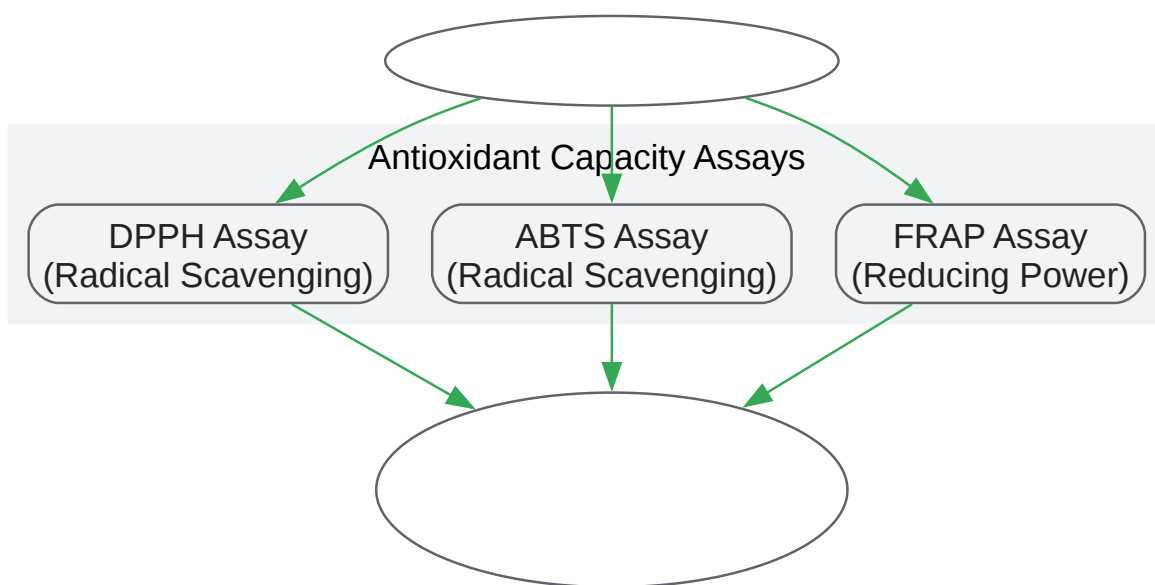 Antioxidant Capacity Assays
DPPH Assay
(Radical Scavenging)
ABTS Assay
(Radical Scavenging)
FRAP Assay
(Reducing Power)